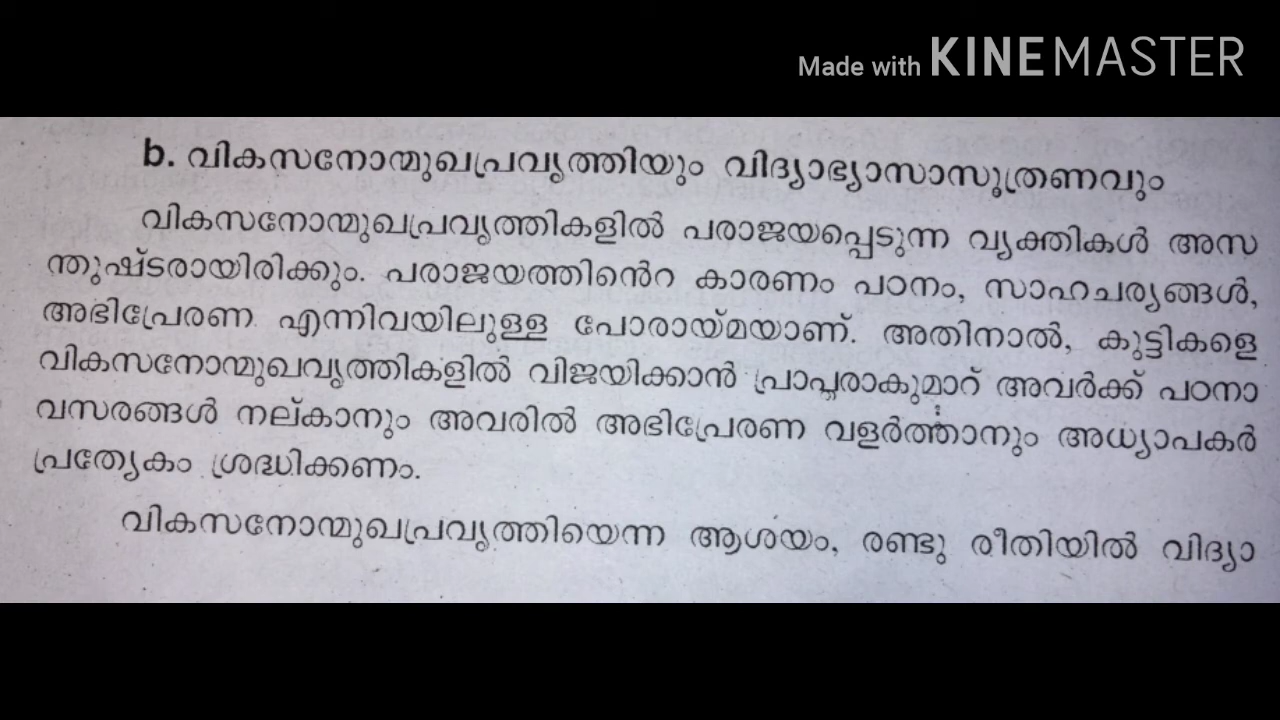 Made with KINEMASTER
b. വികസനോന്മുഖപ്രവൃത്തിയും വിദ്യാഭ്യാസാസൂത്രണവും
വികസനോന്മുഖപ്രവൃത്തികളിൽ പരാജയപ്പെടുന്ന വ്യക്തികൾ അസ
ന്തുഷ്ടരായിരിക്കും. പരാജയത്തിൻെറ കാരണം പഠനം, സാഹചര്യങ്ങൾ,
അഭിപ്രേരണ എന്നിവയിലുള്ള പോരായ്മയാണ്. അതിനാൽ, കുട്ടികളെ
വികസനോന്മുഖവൃത്തികളിൽ വിജയിക്കാൻ പ്രാപ്തരാകുമാറ് അവർക്ക് പഠനാ
വസരങ്ങൾ നല്കാനും അവരിൽ അഭിപ്രേരണ വളർത്താനും അധ്യാപകർ
പ്രത്യേകം ശ്രദ്ധിക്കണം.
വികസനോന്മുഖപ്രവൃത്തിയെന്ന ആശയം, രണ്ടു രീതിയിൽ വിദ്യാ